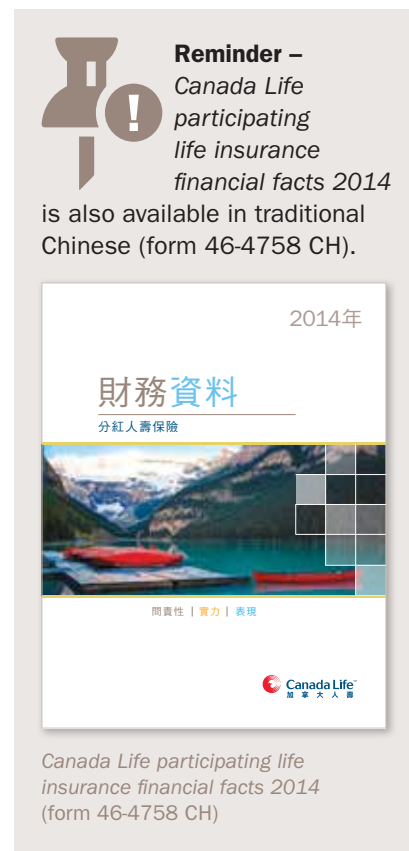 Reminder –
Canada Life
participating
life insurance
financial facts 2014
is also available in traditional
Chinese (form 46-4758 CH).
2014年
財務資料
分紅人壽保險
問責性 | 實力 | 表現
Canada Life™
加拿大人壽
Canada Life participating life
insurance financial facts 2014
(form 46-4758 CH)